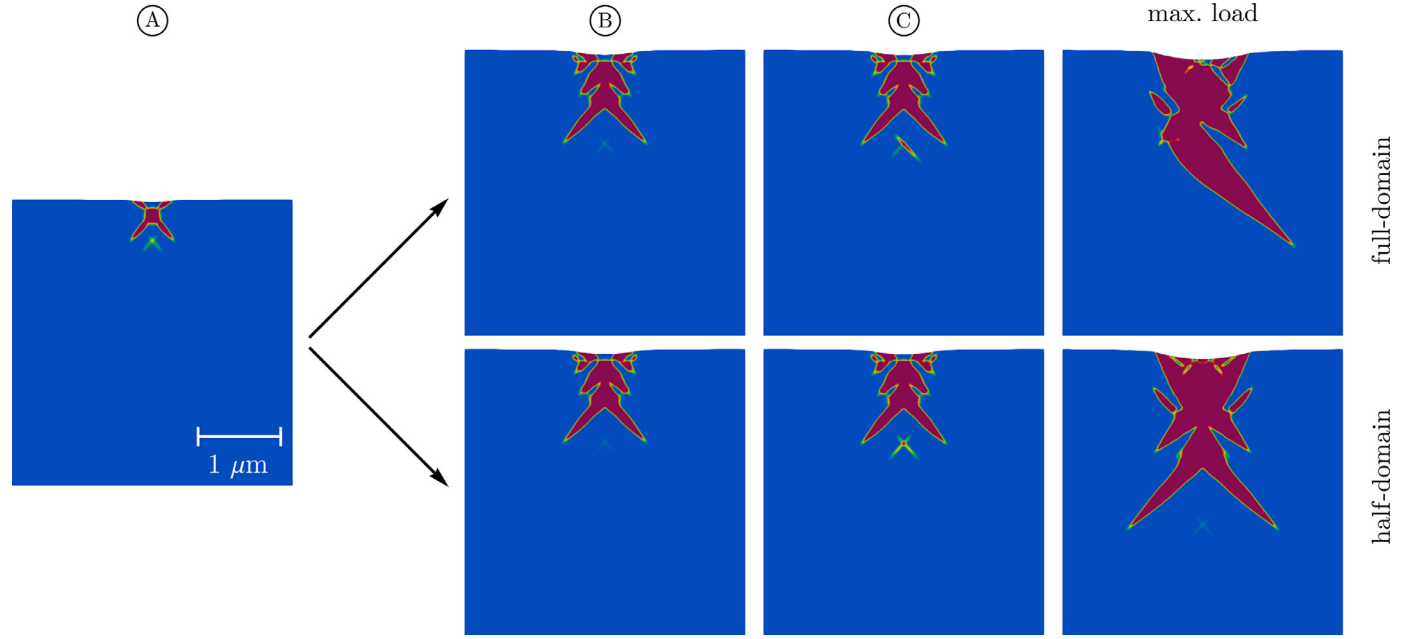 Ⓐ
Ⓑ
Ⓒ
max. load
full-domain
1 μm
half-domain